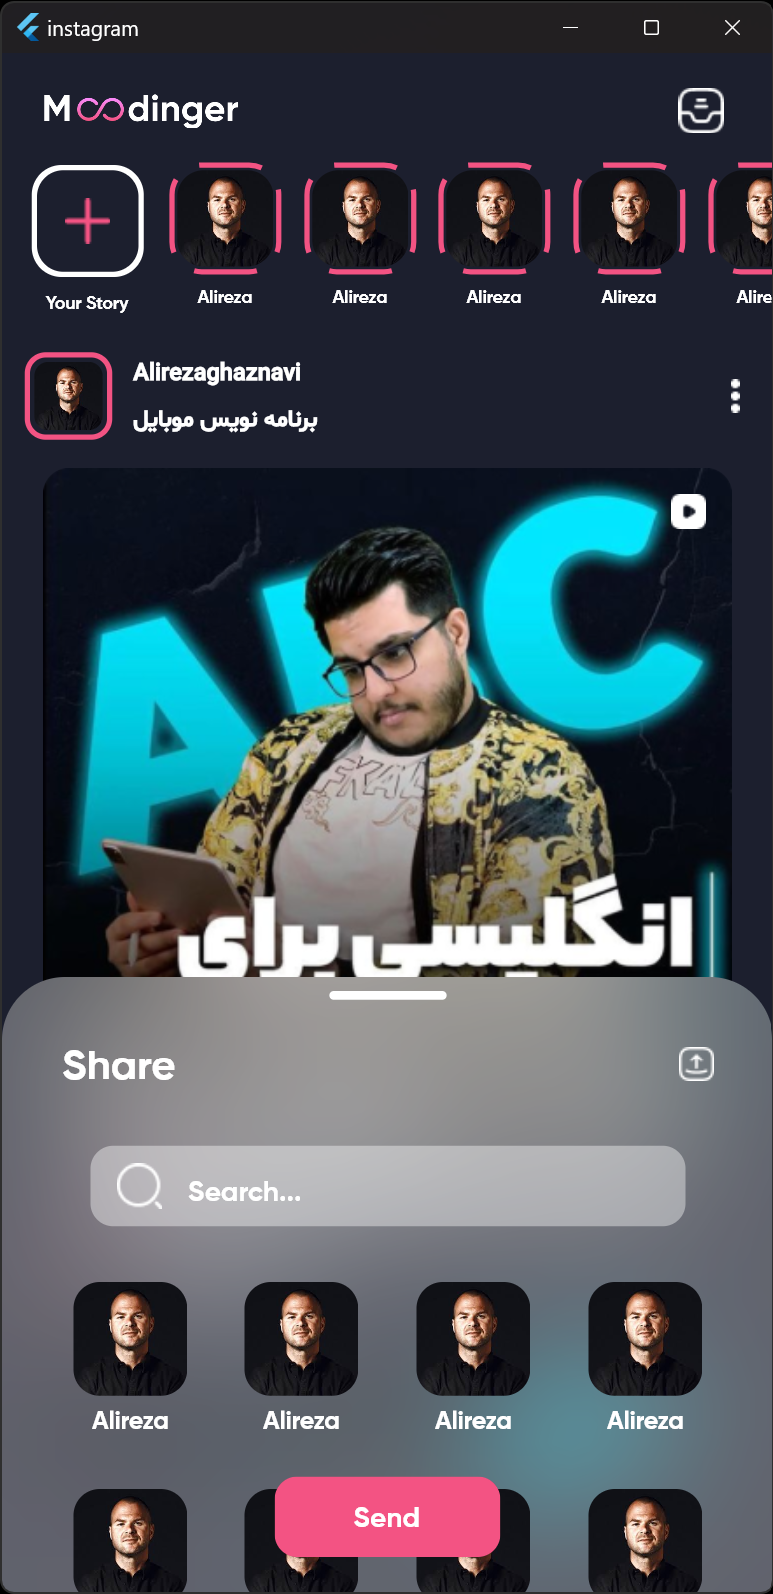 instagram
Moodinger
Your Story
Alireza
Alireza
Alireza
Alireza
Alire
Alirezaghaznavi
برنامه نویس موبایل
ABC
انگلیسی برای
Share
Search...
Alireza
Alireza
Alireza
Alireza
Send